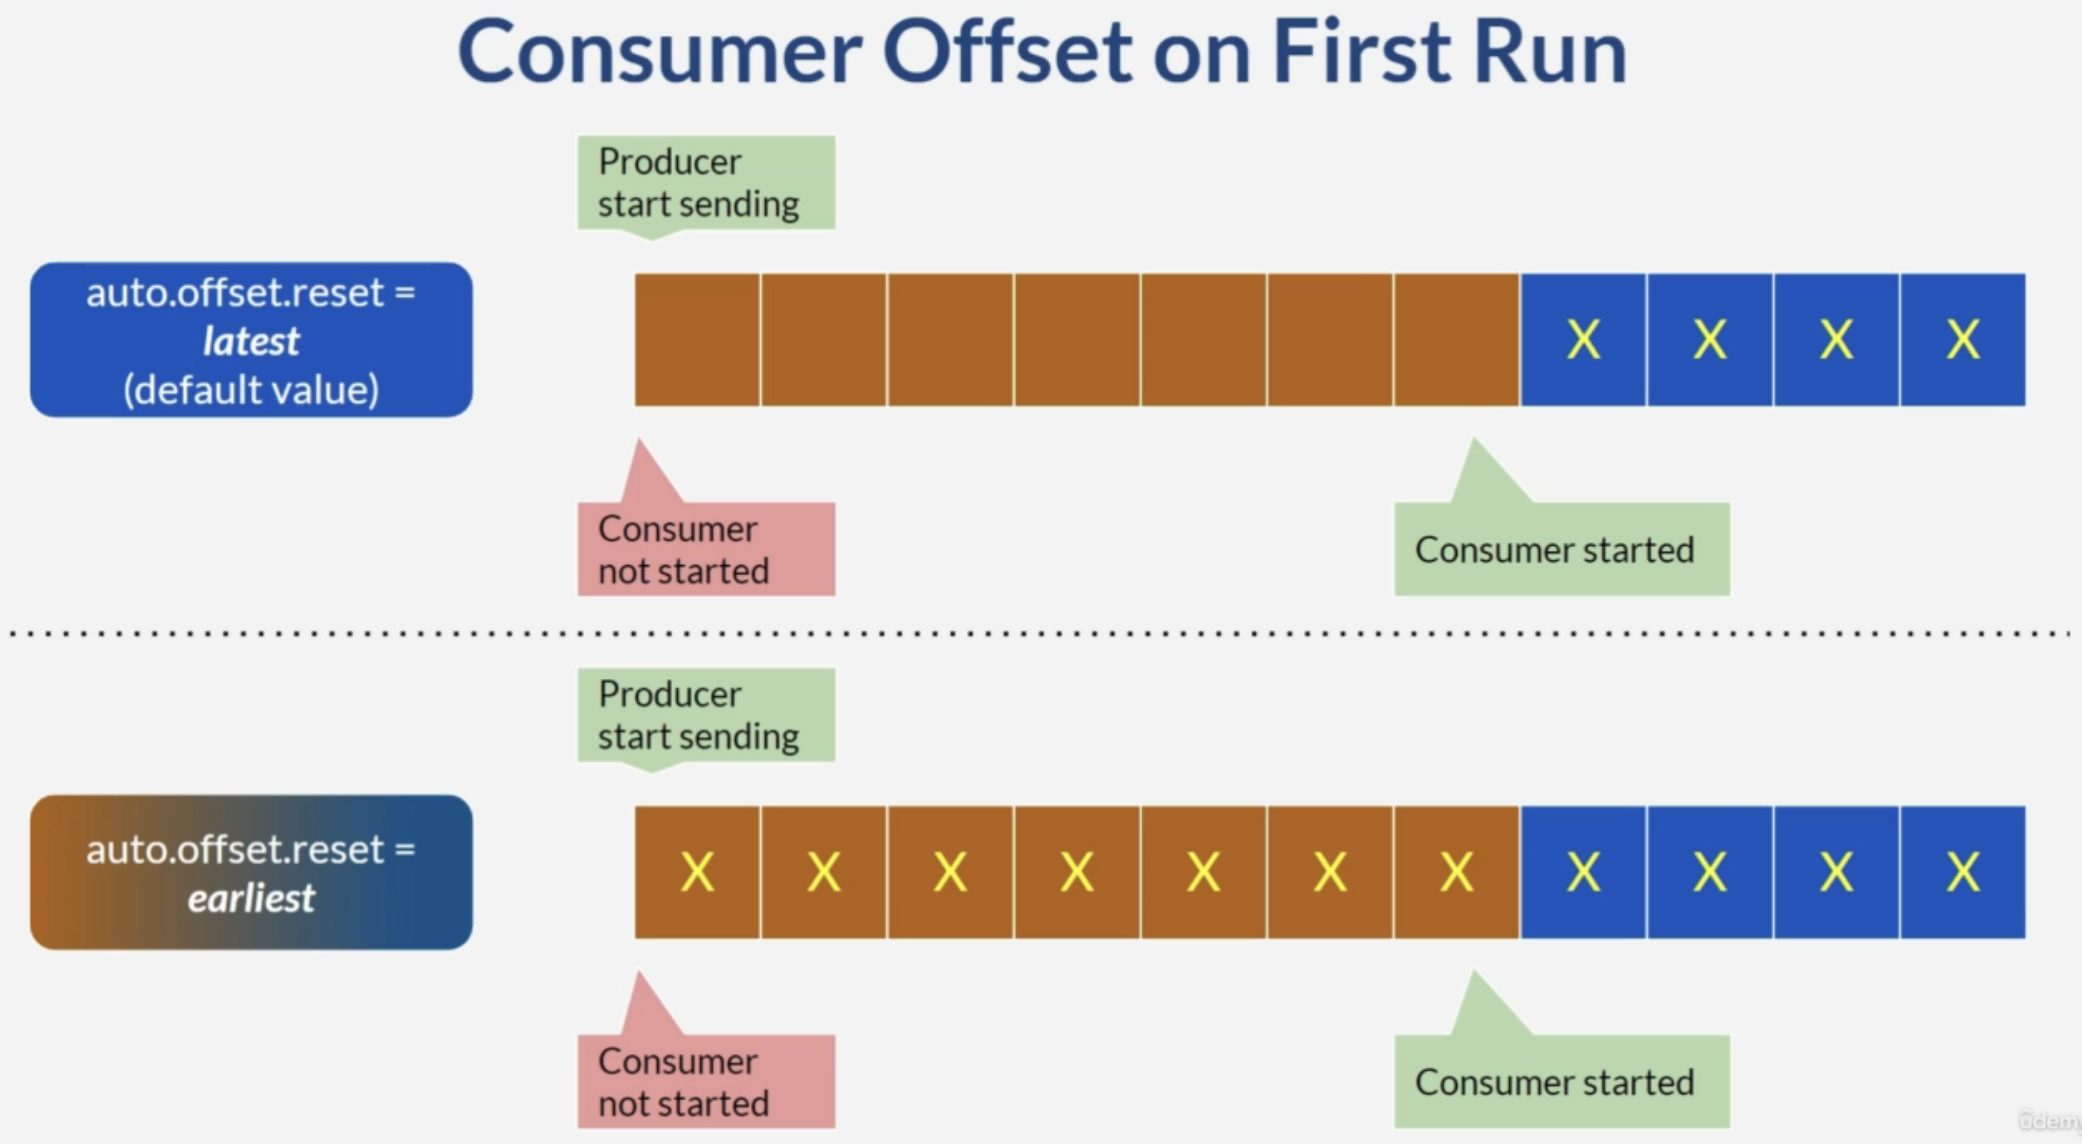 Consumer Offset on First Run
Producer
start sending
auto.offset.reset =
latest
(default value)
X X X X
Consumer
not started
Consumer started
Producer
start sending
auto.offset.reset =
earliest
X X X X X X X X X X X
Consumer
not started
Consumer started
ûdemy